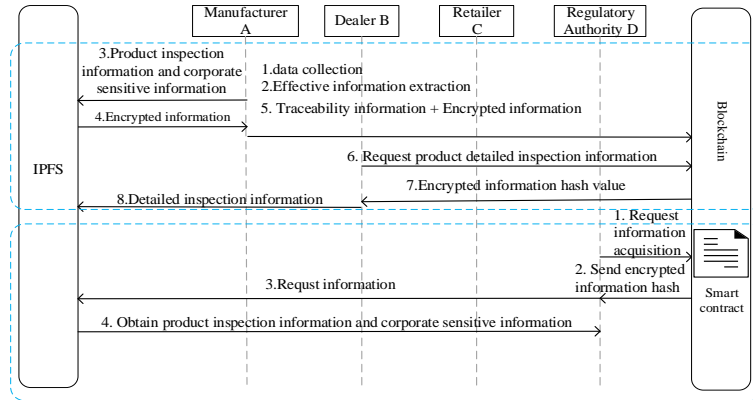 Manufacturer
A
Dealer B
Retailer
C
Regulatory
Authority D
3.Product inspection
information and corporate
sensitive information
1.data collection
2.Effective information extraction
5. Traceability information + Encrypted information
4.Encrypted information
6. Request product detailed inspection information
7.Encrypted information hash value
8.Detailed inspection information
IPFS
Blockchain
1. Request
information
acquisition
2. Send encrypted
information hash
3.Requst information
4. Obtain product inspection information and corporate sensitive information
Smart
contract